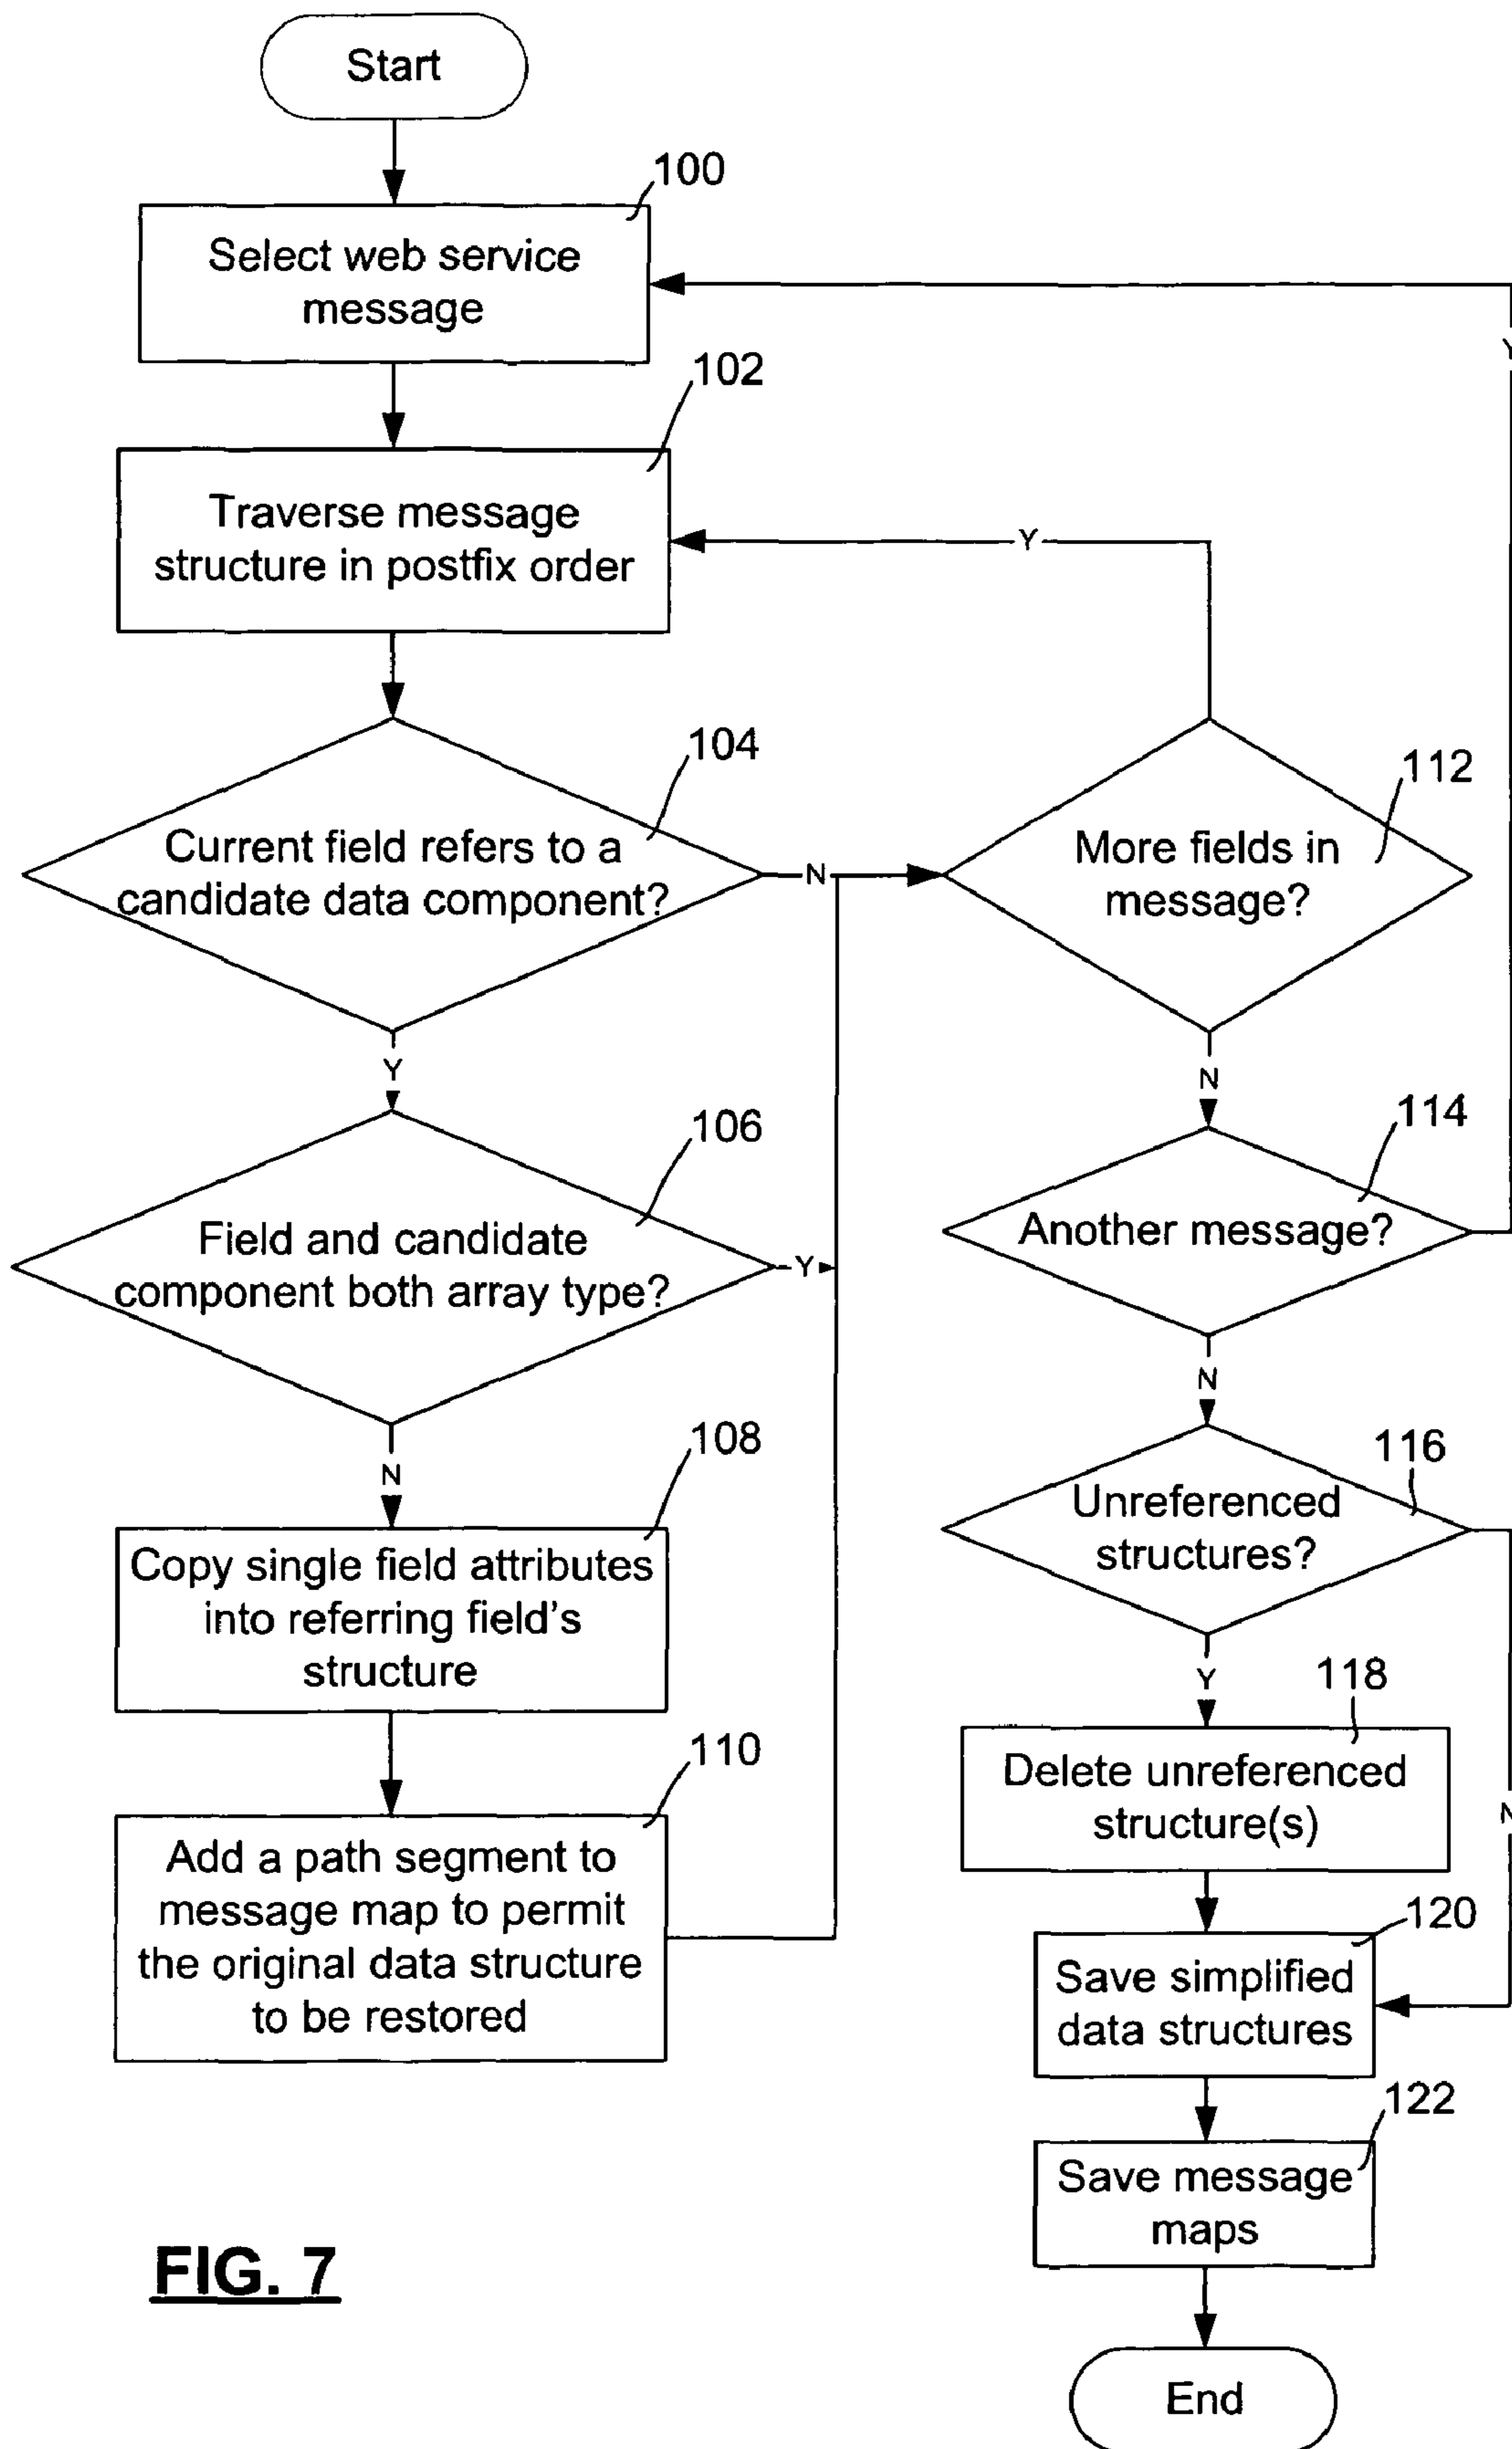 Start
100
Select web service
message
102
Traverse message
structure in postfix order
Y
Y
104
Current field refers to a
candidate data component?
N
112
More fields in
message?
Y
N
106
Field and candidate
component both array type?
Y
114
Another message?
N
N
108
Copy single field attributes
into referring field's
structure
116
Unreferenced
structures?
Y
N
110
Add a path segment to
message map to permit
the original data structure
to be restored
118
Delete unreferenced
structure(s)
120
Save simplified
data structures
122
Save message
maps
FIG. 7
End